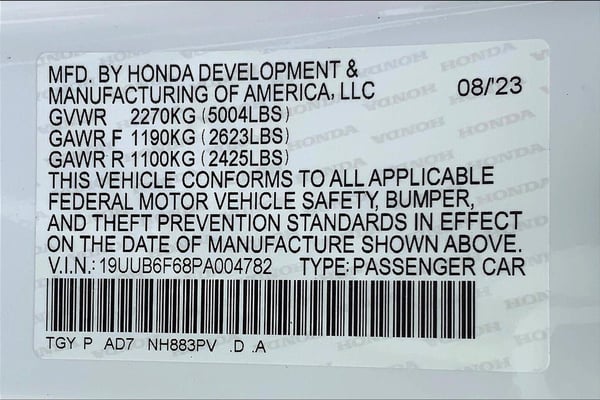 MFD. BY HONDA DEVELOPMENT &
MANUFACTURING OF AMERICA, LLC 08/'23
GVWR 2270KG (5004LBS)
GAWR F 1190KG (2623LBS)
GAWR R 1100KG (2425LBS)
THIS VEHICLE CONFORMS TO ALL APPLICABLE
FEDERAL MOTOR VEHICLE SAFETY, BUMPER,
AND THEFT PREVENTION STANDARDS IN EFFECT
ON THE DATE OF MANUFACTURE SHOWN ABOVE.
V.I.N.: 19UUB6F68PA004782 TYPE: PASSENGER CAR
TGY P AD7 NH883PV .D .A